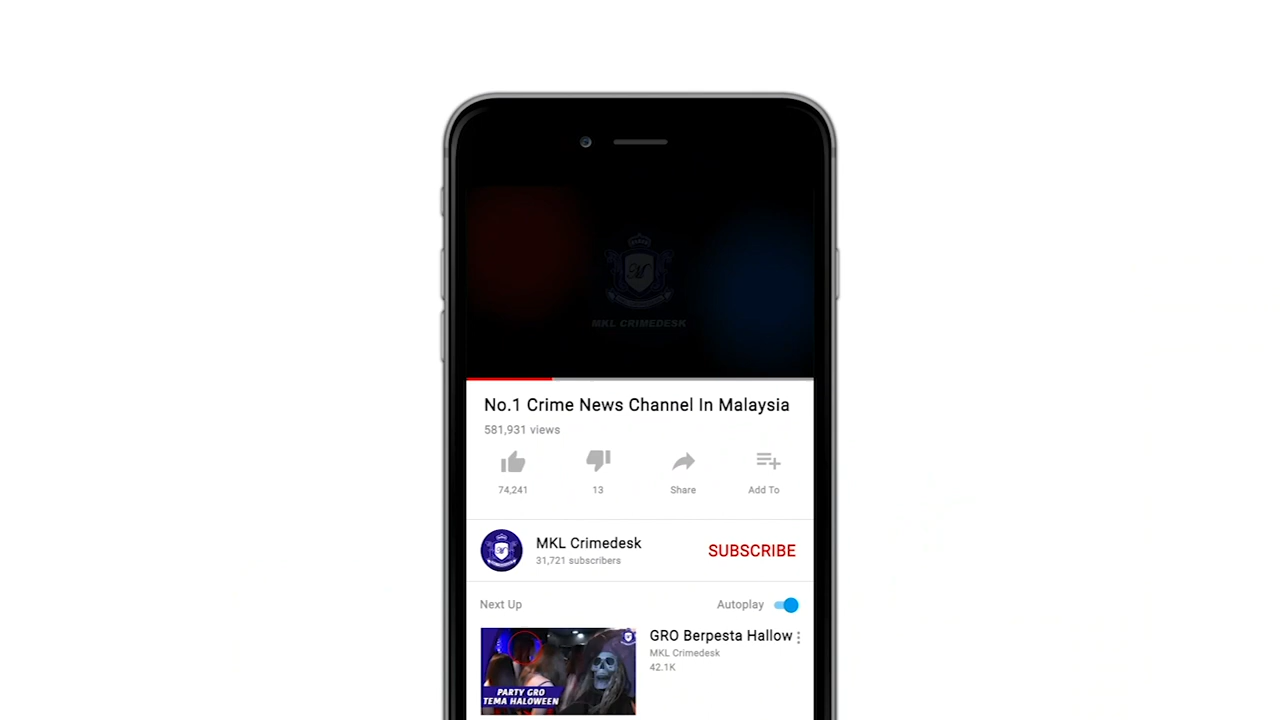 M
MKL CRIMEDESK
No.1 Crime News Channel In Malaysia
581,931 views
74,241
13
Share
Add To
MKL Crimedesk
31,721 subscribers
SUBSCRIBE
Next Up
Autoplay
GRO Berpesta Hallow
MKL Crimedesk
42.1K
PARTY GRO
TEMA HALOWEEN